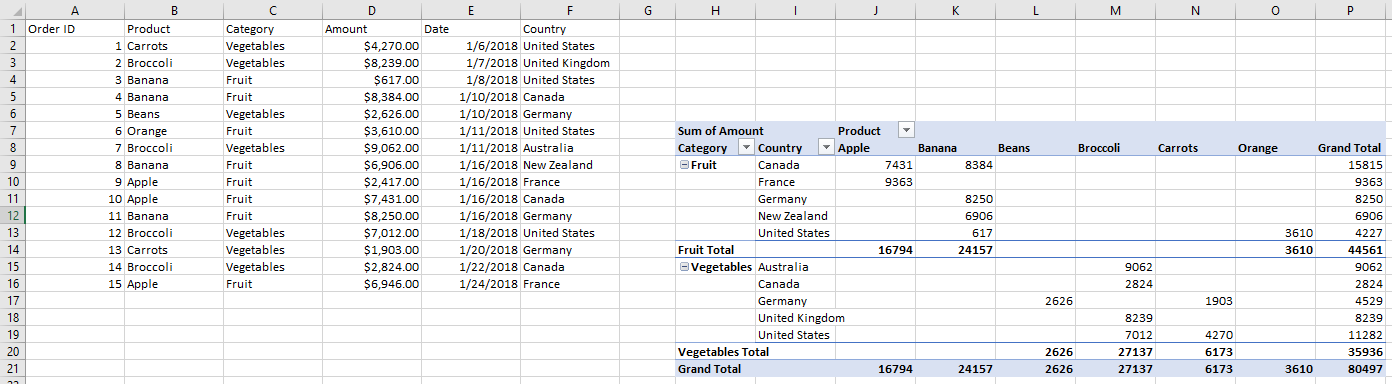 A B C D E F G H I J K L M N O P
1 Order ID Product Category Amount Date Country
2 1 Carrots Vegetables $4,270.00 1/6/2018 United States
3 2 Broccoli Vegetables $8,239.00 1/7/2018 United Kingdom
4 3 Banana Fruit $617.00 1/8/2018 United States
5 4 Banana Fruit $8,384.00 1/10/2018 Canada
6 5 Beans Vegetables $2,626.00 1/10/2018 Germany
7 6 Orange Fruit $3,610.00 1/11/2018 United States Sum of Amount Product
8 7 Broccoli Vegetables $9,062.00 1/11/2018 Australia Category Country Apple Banana Beans Broccoli Carrots Orange Grand Total
9 8 Banana Fruit $6,906.00 1/16/2018 New Zealand Fruit Canada 7431 8384 15815
10 9 Apple Fruit $2,417.00 1/16/2018 France France 9363 9363
11 10 Apple Fruit $7,431.00 1/16/2018 Canada Germany 8250 8250
12 11 Banana Fruit $8,250.00 1/16/2018 Germany New Zealand 6906 6906
13 12 Broccoli Vegetables $7,012.00 1/18/2018 United States United States 617 3610 4227
14 13 Carrots Vegetables $1,903.00 1/20/2018 Germany Fruit Total 16794 24157 3610 44561
15 14 Broccoli Vegetables $2,824.00 1/22/2018 Canada Vegetables Australia 9062 9062
16 15 Apple Fruit $6,946.00 1/24/2018 France Canada 2824 2824
17 Germany 2626 1903 4529
18 United Kingdom 8239 8239
19 United States 7012 4270 11282
20 Vegetables Total 2626 27137 6173 35936
21 Grand Total 16794 24157 2626 27137 6173 3610 80497